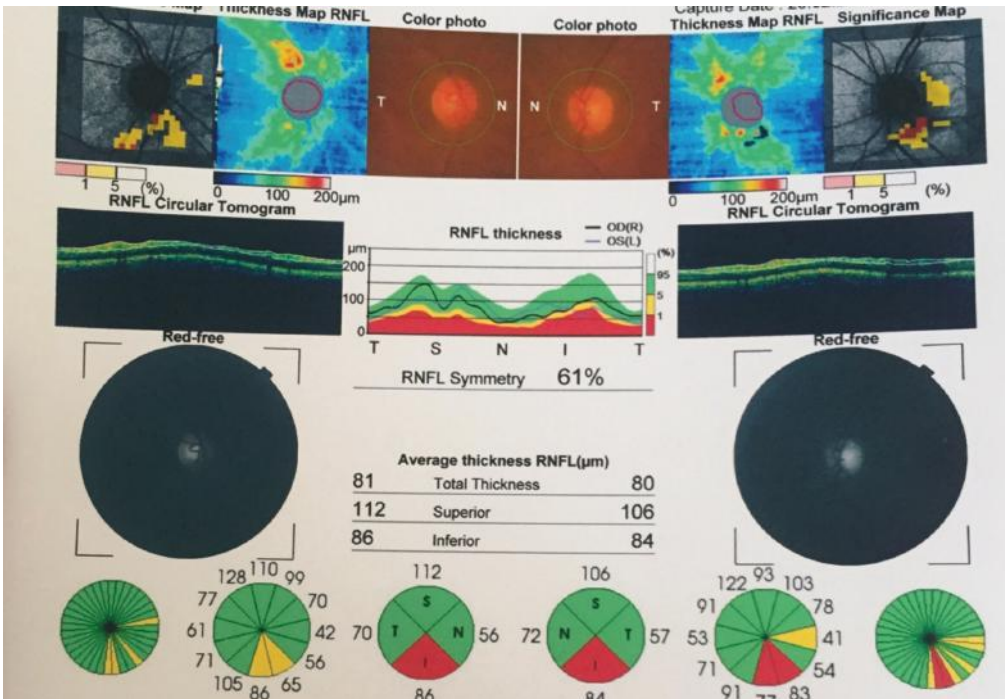 Map Thickness Map RNFL Color photo Color photo Thickness Map RNFL Significance Map
Capture Date :
T N N T
1 5 (%) 0 100 200μm 0 100 200μm 1 5 (%)
RNFL Circular Tomogram RNFL Circular Tomogram
RNFL thickness
OD(R)
OS(L)
μm
200
100
0
(%)
95
5
1
T S N I T
Red-free Red-free
RNFL Symmetry 61%
Average thickness RNFL(μm)
81 Total Thickness 80
112 Superior 106
86 Inferior 84
128 110 99 70 42 56 65 86 105 71 61 77
112
S
70 T N 56
I
86
106
S
72 N T 57
I
84
122 93 103 78 41 54 83 77 91 71 53 91